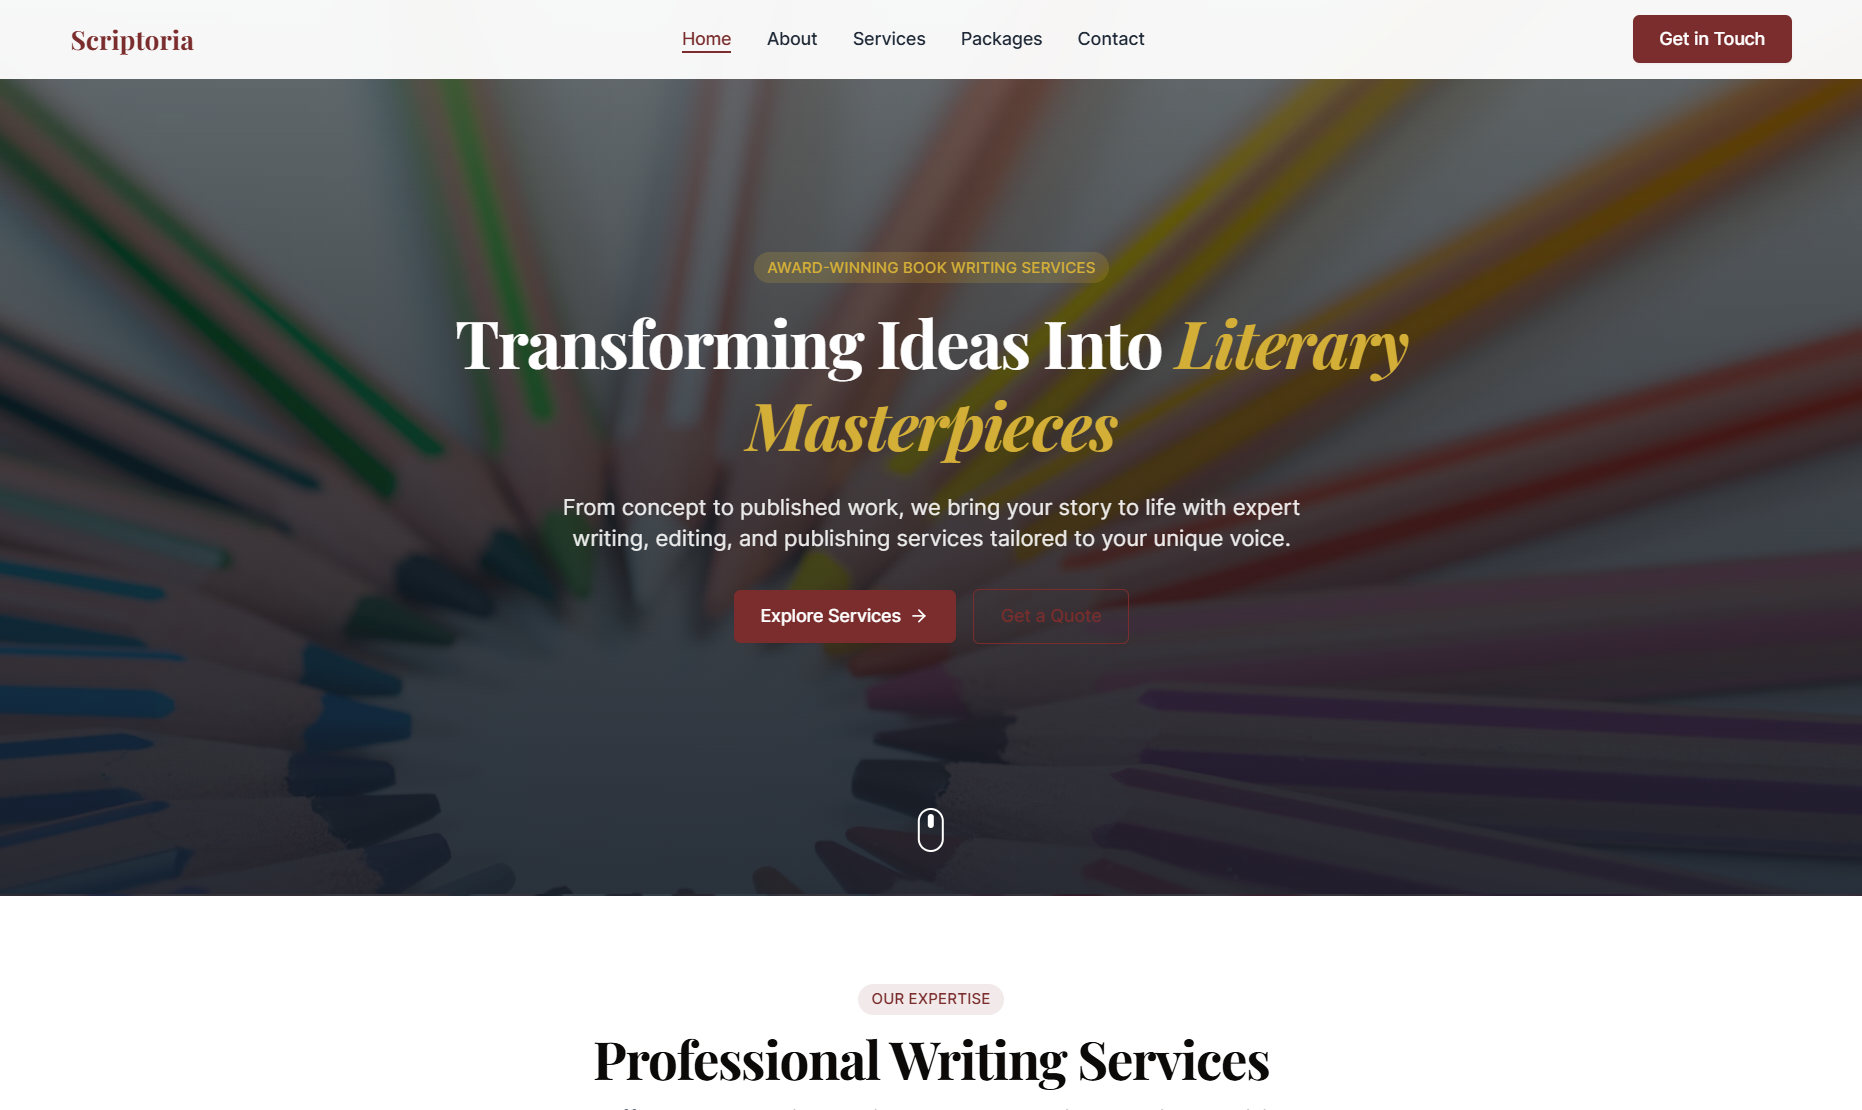 Scriptoria
Home
About
Services
Packages
Contact
Get in Touch
AWARD-WINNING BOOK WRITING SERVICES
Transforming Ideas Into Literary
Masterpieces
From concept to published work, we bring your story to life with expert
writing, editing, and publishing services tailored to your unique voice.
Explore Services →
Get a Quote
OUR EXPERTISE
Professional Writing Services